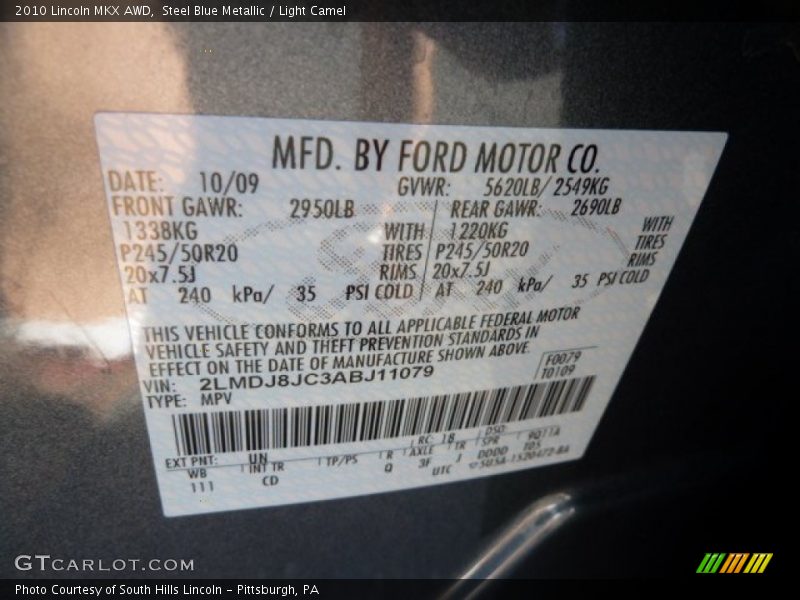 2010 Lincoln MKX AWD, Steel Blue Metallic / Light Camel
MFD. BY FORD MOTOR CO.
DATE: 10/09 GVWR: 5620LB/ 2549KG
FRONT GAWR: 2950LB REAR GAWR: 2690LB
1338KG WITH 1220KG WITH
P245/50R20 TIRES P245/50R20 TIRES
20x7.5J RIMS 20x7.5J RIMS
AT 240 kPa/ 35 PSI COLD AT 240 kPa/ 35 PSI COLD
THIS VEHICLE CONFORMS TO ALL APPLICABLE FEDERAL MOTOR
VEHICLE SAFETY AND THEFT PREVENTION STANDARDS IN
EFFECT ON THE DATE OF MANUFACTURE SHOWN ABOVE.
F0079
VIN: 2LMDJ8JC3ABJ11079 T0109
TYPE: MPV
EXT PNT: UN RC: 18 DSO:
WB INT TR TP/PS R AXLE TR SPR 9Q11A
111 CD Q 3F J DDDD TDS
UTC
GTCARLOT.COM
Photo Courtesy of South Hills Lincoln - Pittsburgh, PA